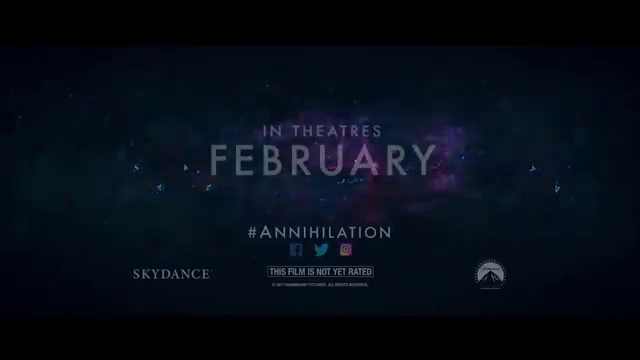 IN THEATRES
FEBRUARY
#ANNIHILATION
SKYDANCE
THIS FILM IS NOT YET RATED
© 2017 PARAMOUNT PICTURES. ALL RIGHTS RESERVED.